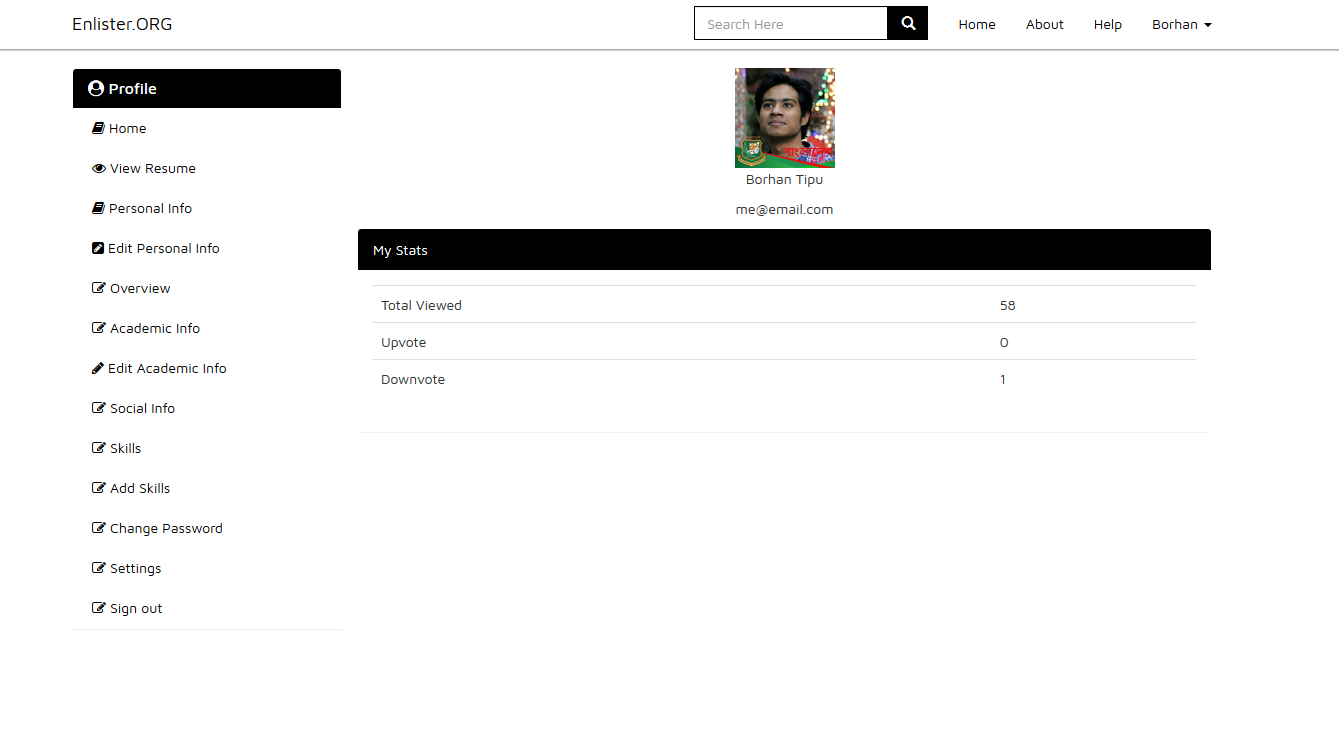 Enlister.ORG
Search Here
Home
About
Help
Borhan
Profile
Home
View Resume
Personal Info
Edit Personal Info
Overview
Academic Info
Edit Academic Info
Social Info
Skills
Add Skills
Change Password
Settings
Sign out
বাংলাদেশ
Borhan Tipu
me@email.com
My Stats
Total Viewed 58
Upvote 0
Downvote 1